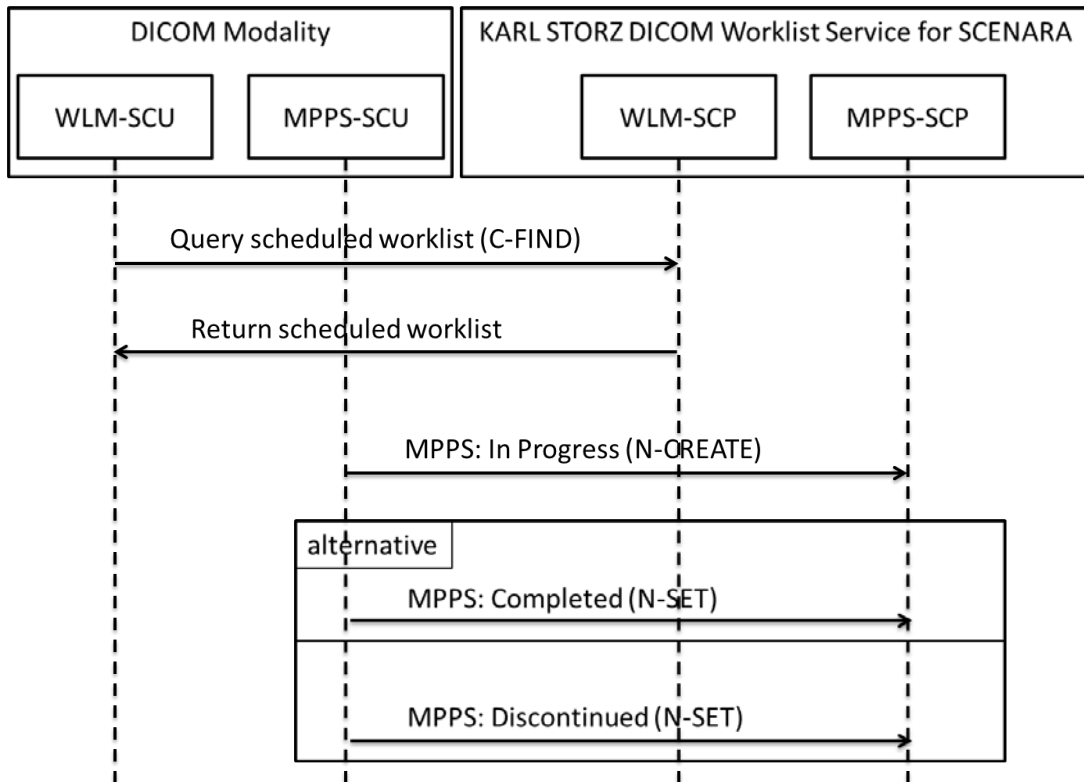 DICOM Modality
KARL STORZ DICOM Worklist Service for SCENARA
WLM-SCU
MPPS-SCU
WLM-SCP
MPPS-SCP
Query scheduled worklist (C-FIND)
Return scheduled worklist
MPPS: In Progress (N-CREATE)
alternative
MPPS: Completed (N-SET)
MPPS: Discontinued (N-SET)